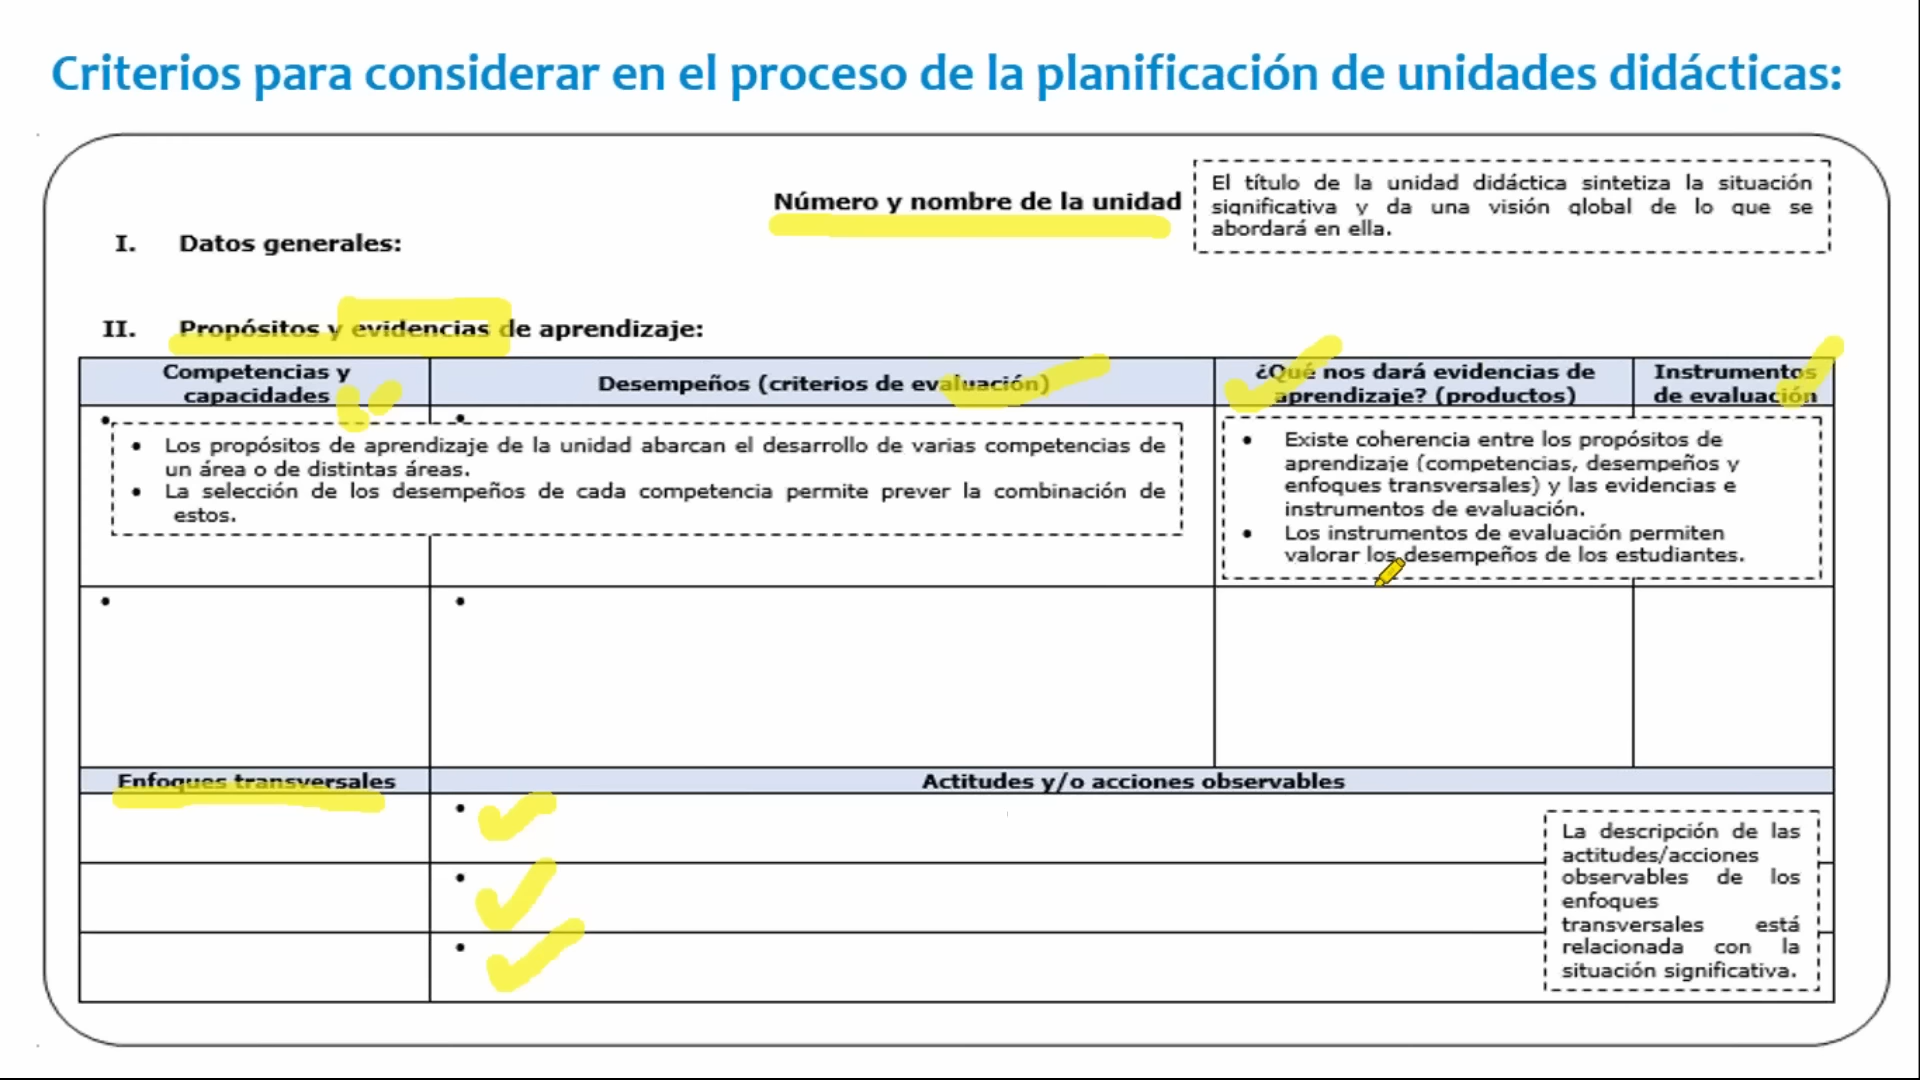 Criterios para considerar en el proceso de la planificación de unidades didácticas:
Número y nombre de la unidad
El título de la unidad didáctica sintetiza la situación
significativa y da una visión global de lo que se
abordará en ella.
I. Datos generales:
II. Propósitos y evidencias de aprendizaje:
Competencias y
capacidades
Desempeños (criterios de evaluación)
¿Qué nos dará evidencias de
aprendizaje? (productos)
Instrumentos
de evaluación
• Los propósitos de aprendizaje de la unidad abarcan el desarrollo de varias competencias de
un área o de distintas áreas.
• La selección de los desempeños de cada competencia permite prever la combinación de
estos.
• Existe coherencia entre los propósitos de
aprendizaje (competencias, desempeños y
enfoques transversales) y las evidencias e
instrumentos de evaluación.
• Los instrumentos de evaluación permiten
valorar los desempeños de los estudiantes.
Enfoques transversales
Actitudes y/o acciones observables
La descripción de las
actitudes/acciones
observables de los
enfoques
transversales está
relacionada con la
situación significativa.